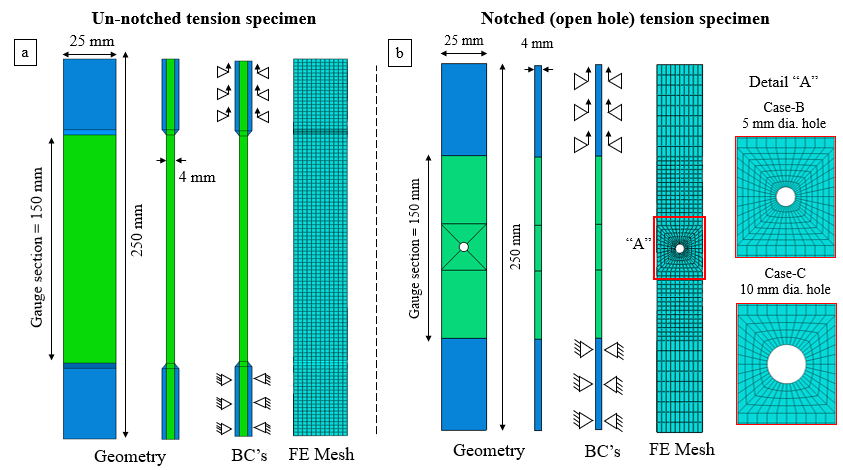 Un-notched tension specimen
a
25 mm
Gauge section = 150 mm
4 mm
250 mm
Geometry
BC's
FE Mesh
Notched (open hole) tension specimen
b
25 mm
4 mm
Gauge section = 150 mm
250 mm
“A”
Geometry
BC's
FE Mesh
Detail “A”
Case-B
5 mm dia. hole
Case-C
10 mm dia. hole